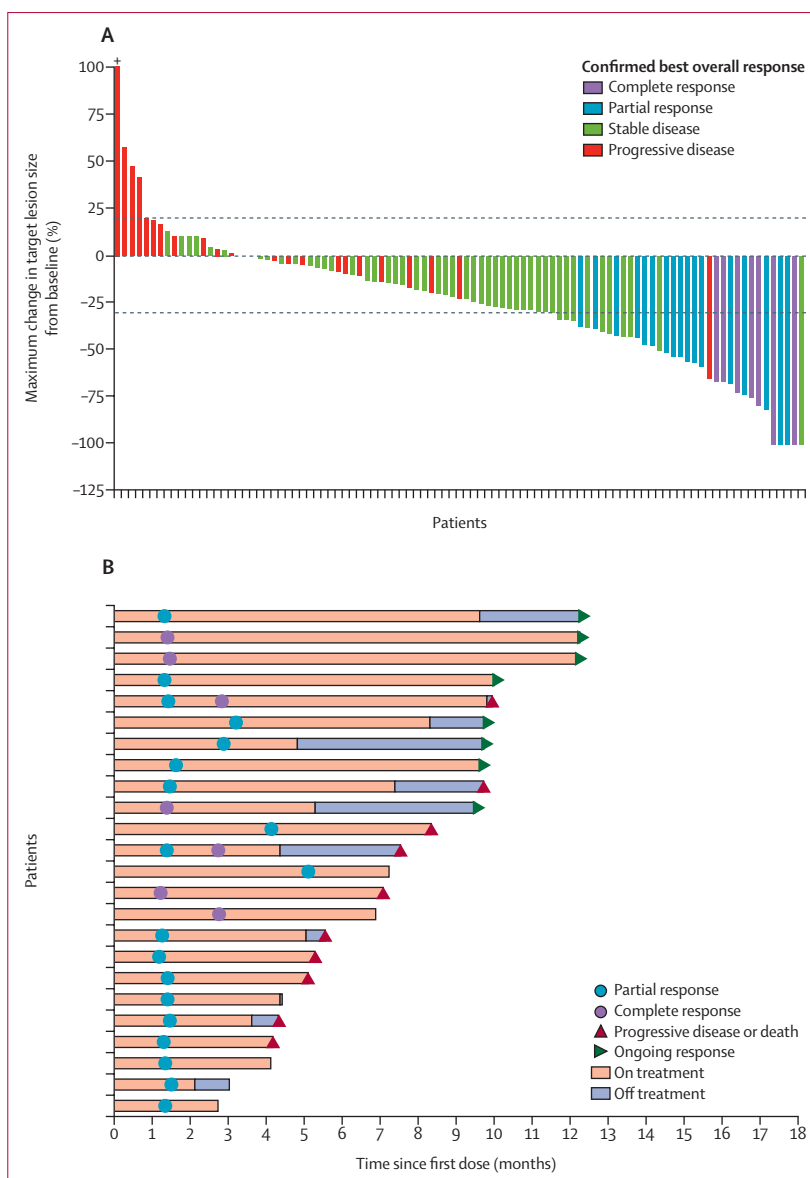 A
+
Confirmed best overall response
Complete response
Partial response
Stable disease
Progressive disease
Maximum change in target lesion size
from baseline (%)
100
75
50
25
0
–25
–50
–75
–100
–125
Patients
B
Patients
Partial response
Complete response
Progressive disease or death
Ongoing response
On treatment
Off treatment
0 1 2 3 4 5 6 7 8 9 10 11 12 13 14 15 16 17 18
Time since first dose (months)